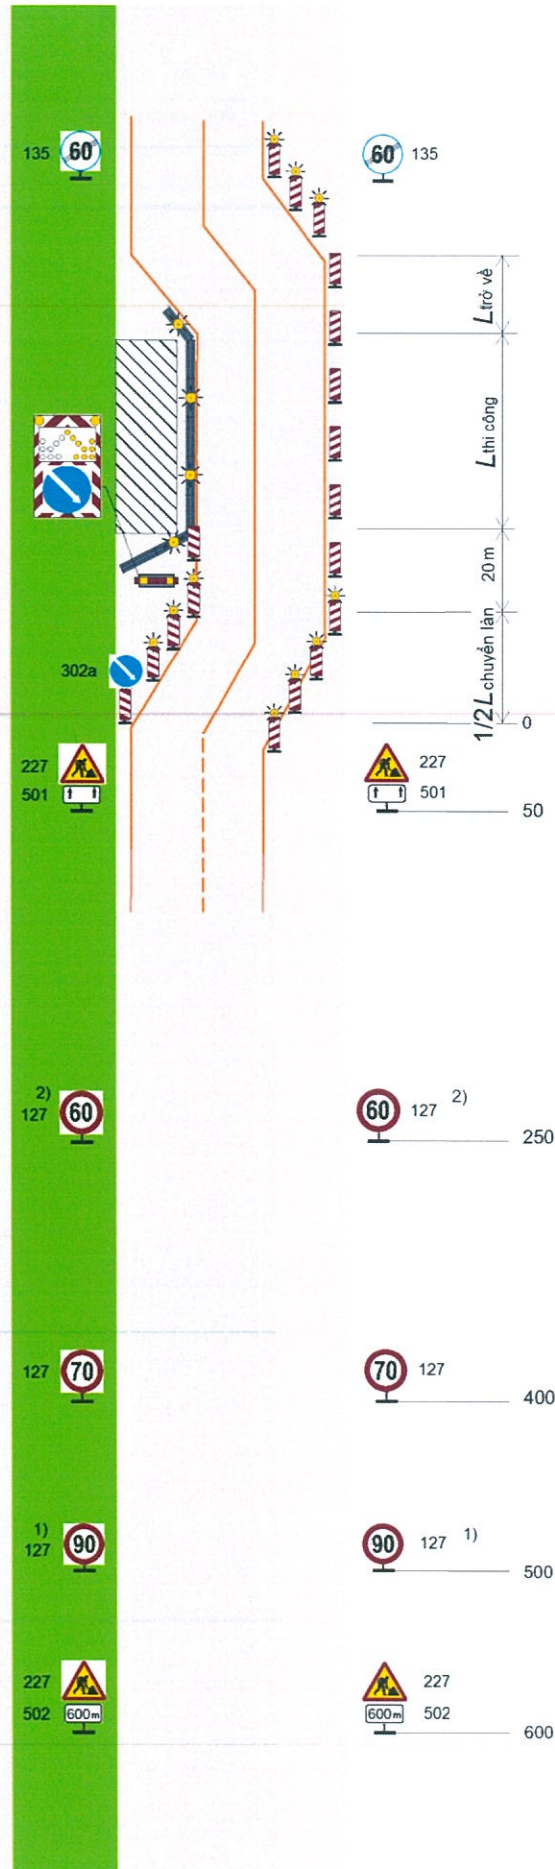 135 60 60 135
L trở về
L thi công
20 m
1/2L chuyển làn
302a
0
227 227
501 501
50
2) 2)
127 60 60 127
250
127 70 70 127
400
1) 1)
127 90 90 127
500
227 227
502 600m 600m 502
600